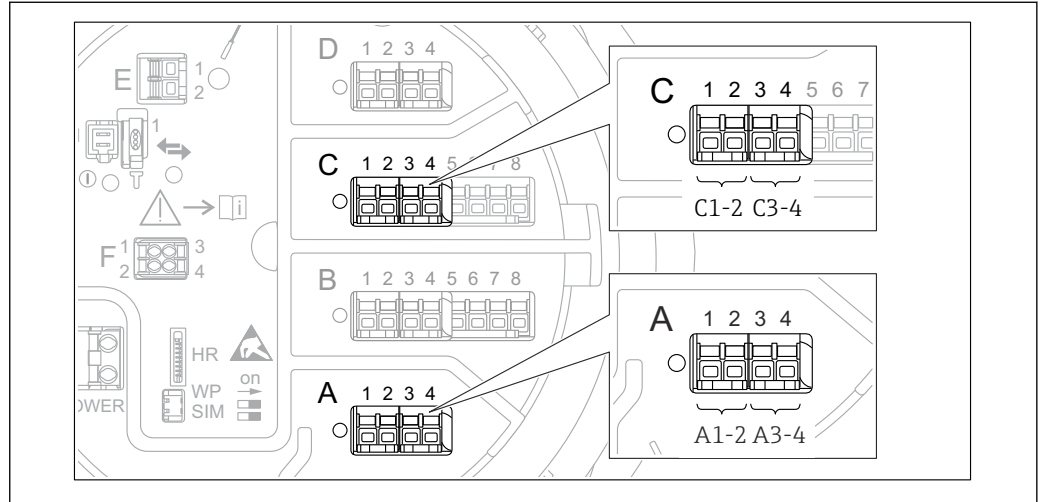 D 1 2 3 4
E 1
2
1
C 1 2 3 4 5 6 7 8
C 1 2 3 4 5 6 7
C1-2 C3-4
i
F 1 3
2 4
B 1 2 3 4 5 6 7 8
A 1 2 3 4
A1-2 A3-4
HR
WP on
SIM
OWER
A 1 2 3 4